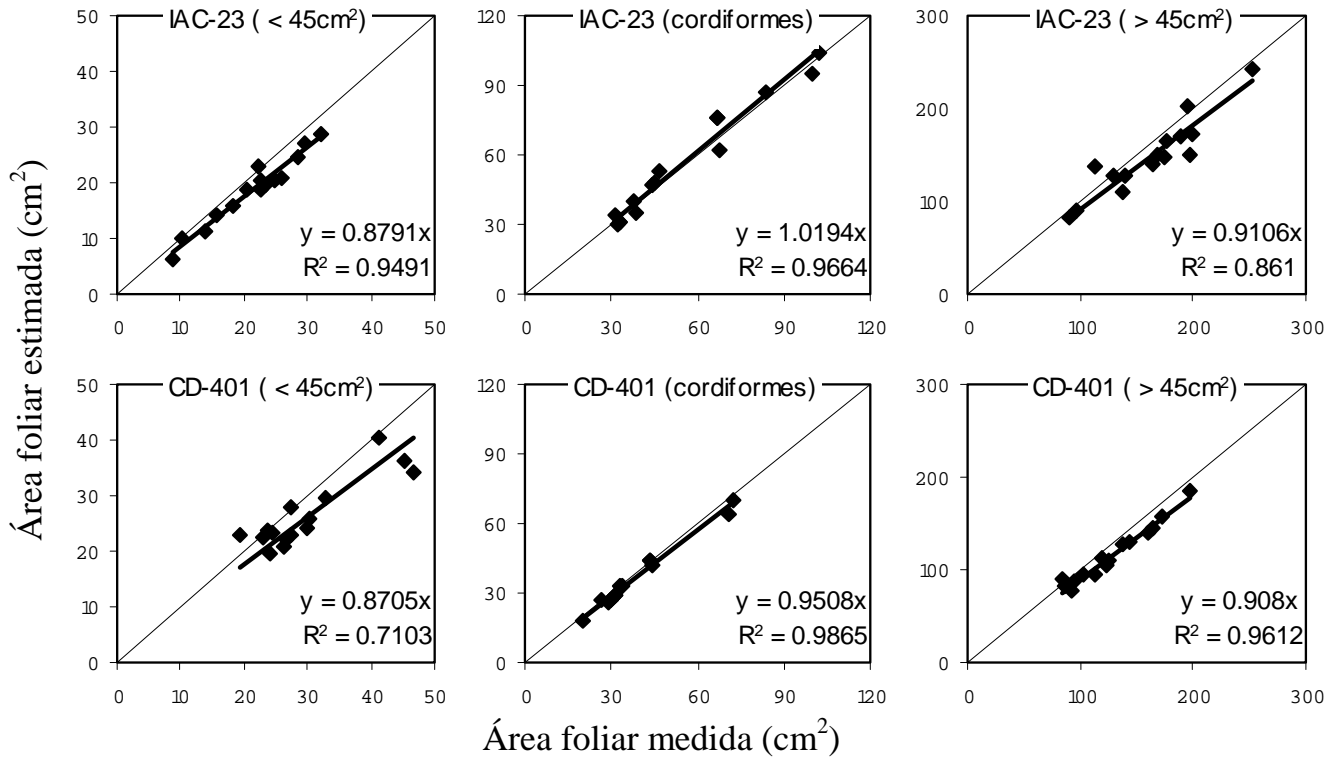 Área foliar estimada (cm²)
IAC-23 ( < 45cm²)
50
40
30
20
10
0
y = 0.8791x
R² = 0.9491
0 10 20 30 40 50
IAC-23 (cordiformes)
120
90
60
30
0
y = 1.0194x
R² = 0.9664
0 30 60 90 120
IAC-23 ( > 45cm²)
300
200
100
0
y = 0.9106x
R² = 0.861
0 100 200 300
CD-401 ( < 45cm²)
50
40
30
20
10
0
y = 0.8705x
R² = 0.7103
0 10 20 30 40 50
CD-401 (cordiformes)
120
90
60
30
0
y = 0.9508x
R² = 0.9865
0 30 60 90 120
CD-401 ( > 45cm²)
300
200
100
0
y = 0.908x
R² = 0.9612
0 100 200 300
Área foliar medida (cm²)